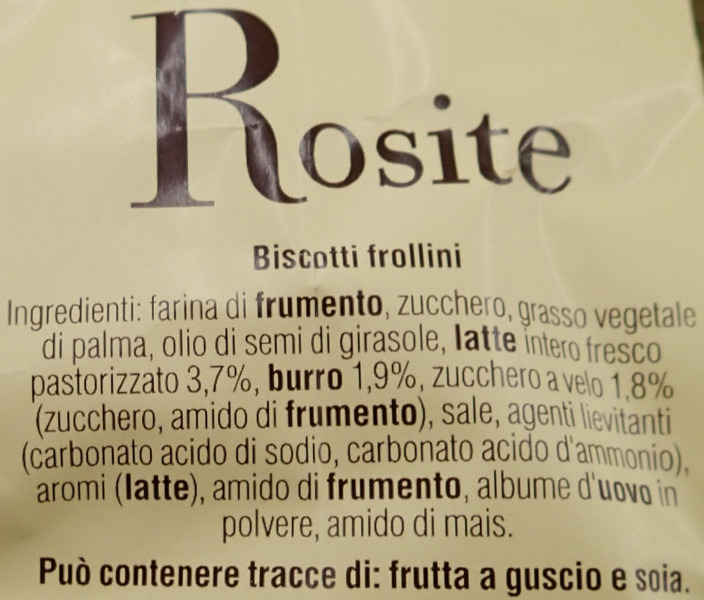 Rosite
Biscotti frollini
Ingredienti: farina di frumento, zucchero, grasso vegetale
di palma, olio di semi di girasole, latte intero fresco
pastorizzato 3,7%, burro 1,9%, zucchero a velo 1,8%
(zucchero, amido di frumento), sale, agenti lievitanti
(carbonato acido di sodio, carbonato acido d'ammonio),
aromi (latte), amido di frumento, albume d'uovo in
polvere, amido di mais.
Può contenere tracce di: frutta a guscio e soia.